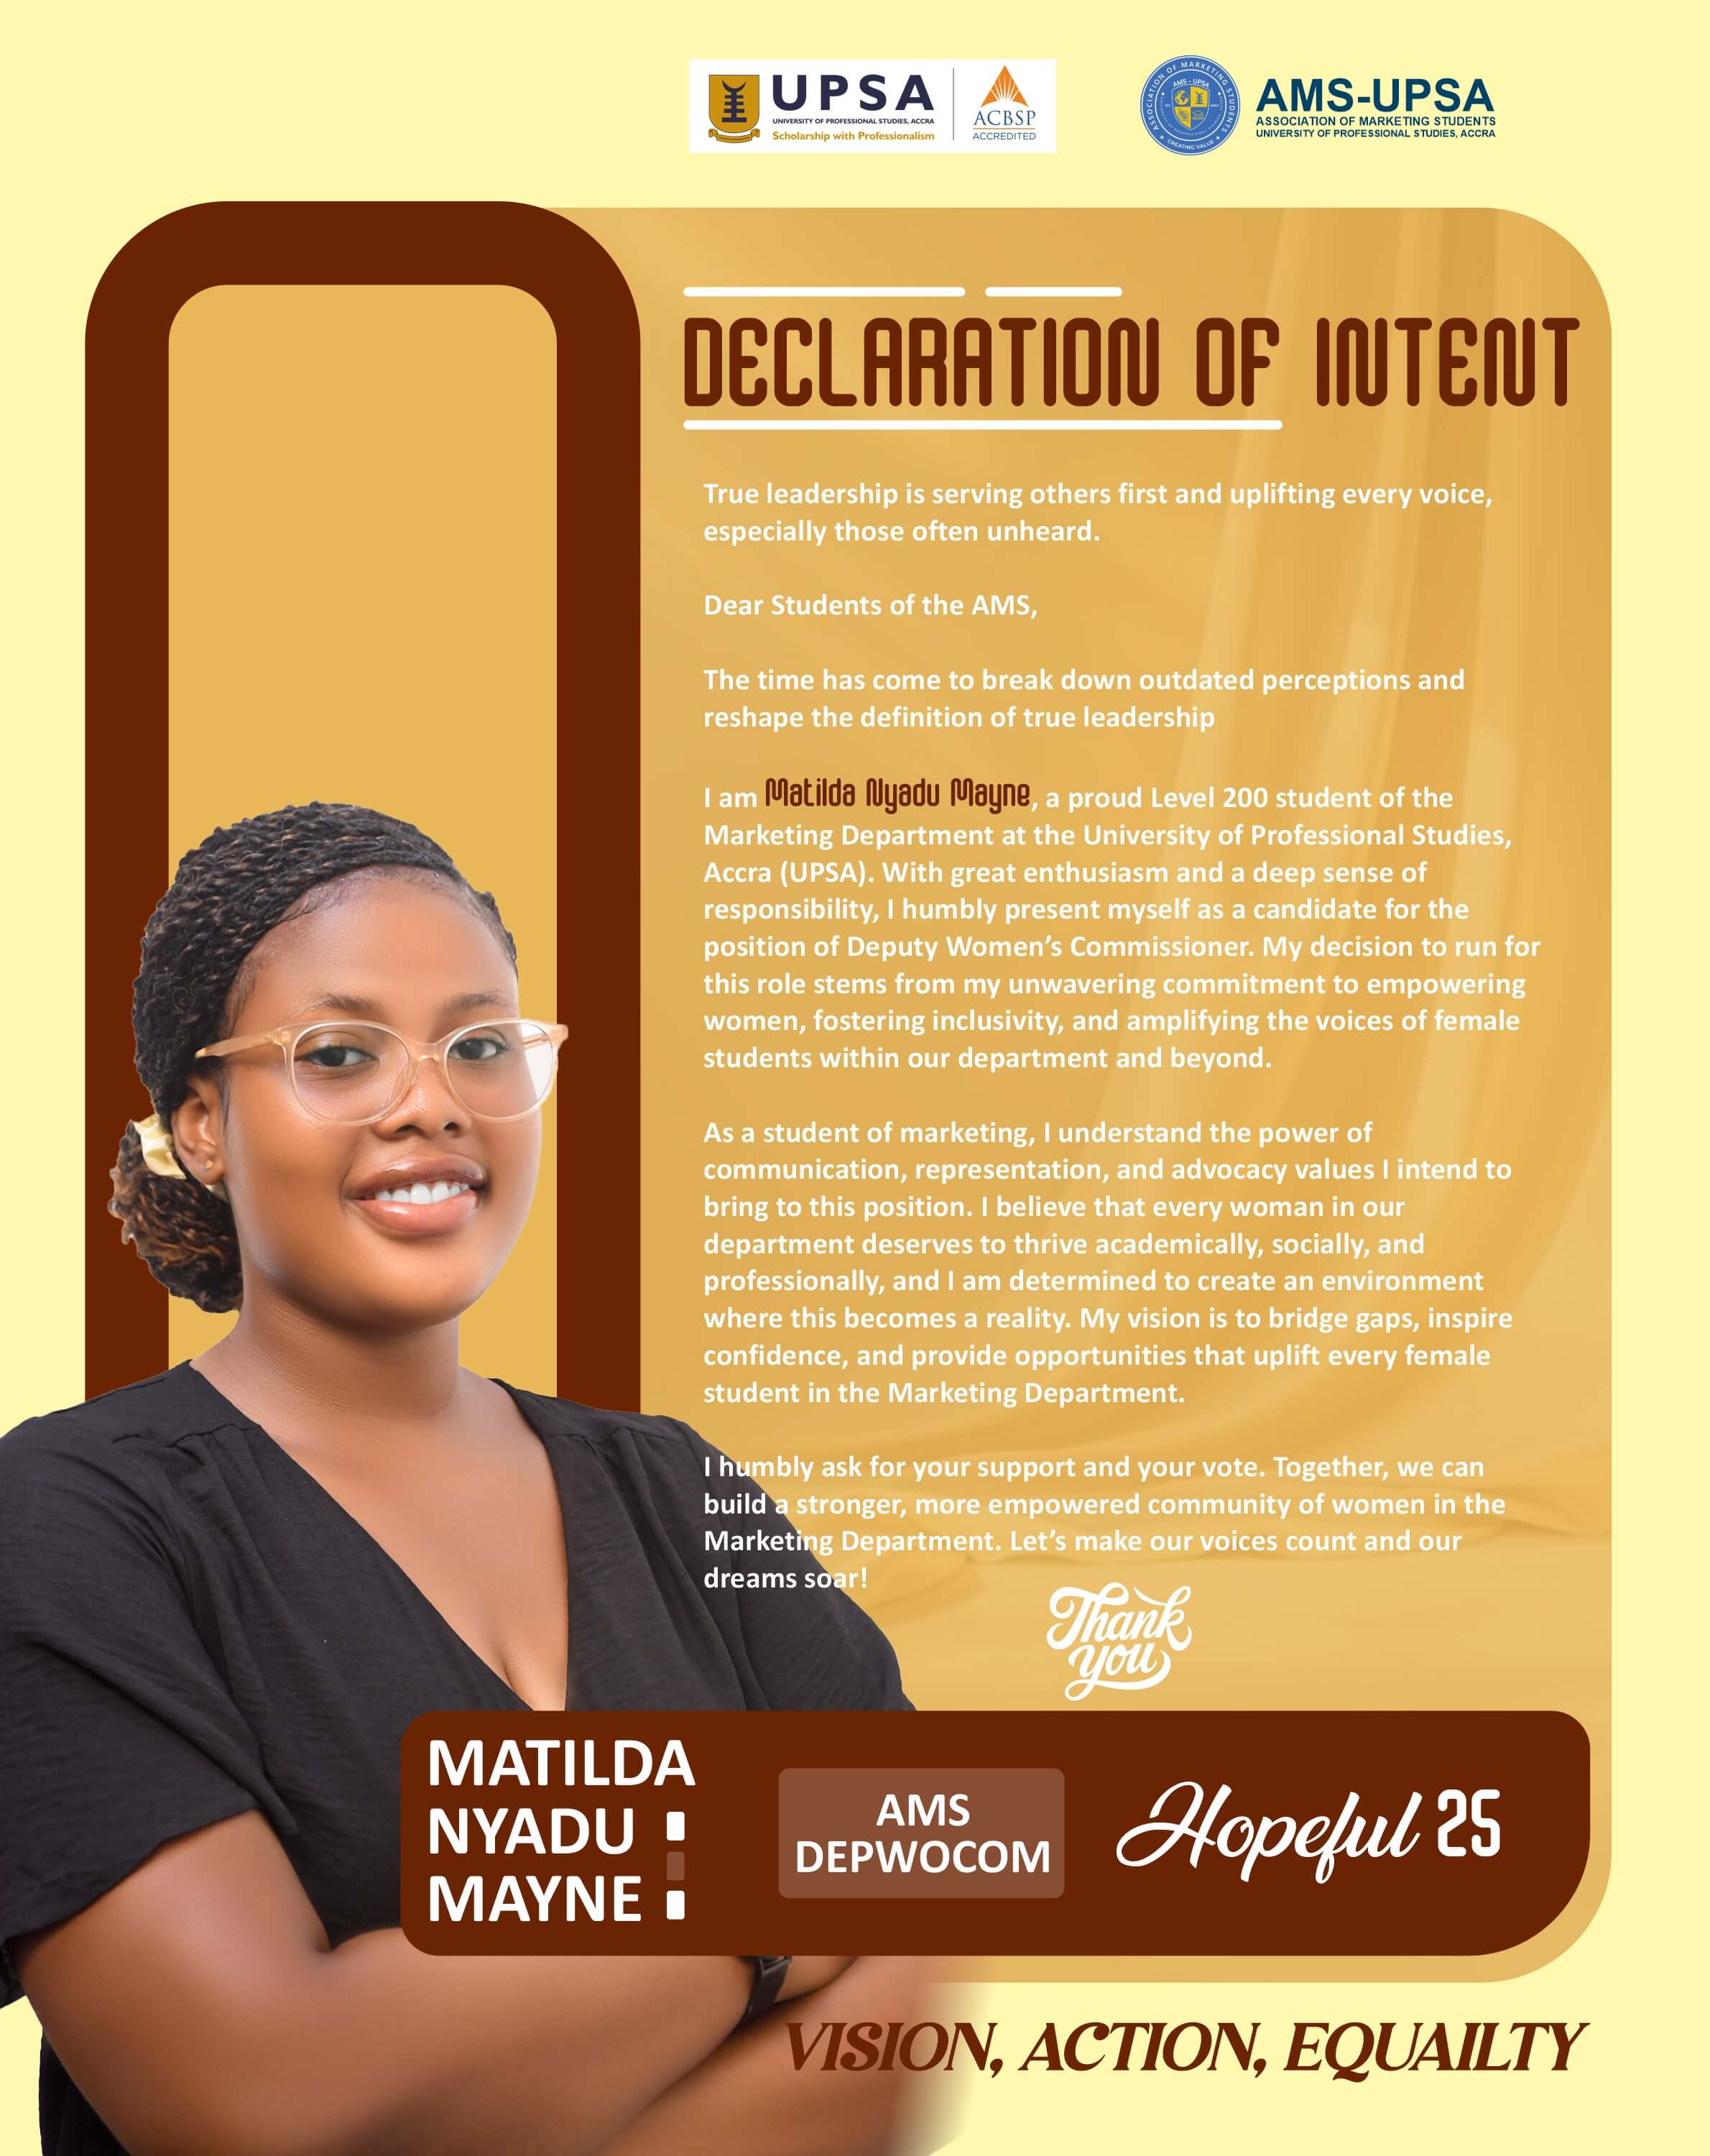 UPSA
UNIVERSITY OF PROFESSIONAL STUDIES, ACCRA
Scholarship with Professionalism
ACBSP
ACCREDITED
ASSOCIATION OF MARKETING STUDENTS
AMS - UPSA
CREATING VALUE
AMS-UPSA
ASSOCIATION OF MARKETING STUDENTS
UNIVERSITY OF PROFESSIONAL STUDIES, ACCRA
DECLARATION OF INTENT
True leadership is serving others first and uplifting every voice,
especially those often unheard.
Dear Students of the AMS,
The time has come to break down outdated perceptions and
reshape the definition of true leadership
I am Matilda Nyadu Mayne, a proud Level 200 student of the
Marketing Department at the University of Professional Studies,
Accra (UPSA). With great enthusiasm and a deep sense of
responsibility, I humbly present myself as a candidate for the
position of Deputy Women’s Commissioner. My decision to run for
this role stems from my unwavering commitment to empowering
women, fostering inclusivity, and amplifying the voices of female
students within our department and beyond.
As a student of marketing, I understand the power of
communication, representation, and advocacy values I intend to
bring to this position. I believe that every woman in our
department deserves to thrive academically, socially, and
professionally, and I am determined to create an environment
where this becomes a reality. My vision is to bridge gaps, inspire
confidence, and provide opportunities that uplift every female
student in the Marketing Department.
I humbly ask for your support and your vote. Together, we can
build a stronger, more empowered community of women in the
Marketing Department. Let’s make our voices count and our
dreams soar!
Thank
you
MATILDA
NYADU
MAYNE
AMS
DEPWOCOM
Hopeful 25
VISION, ACTION, EQUAILTY